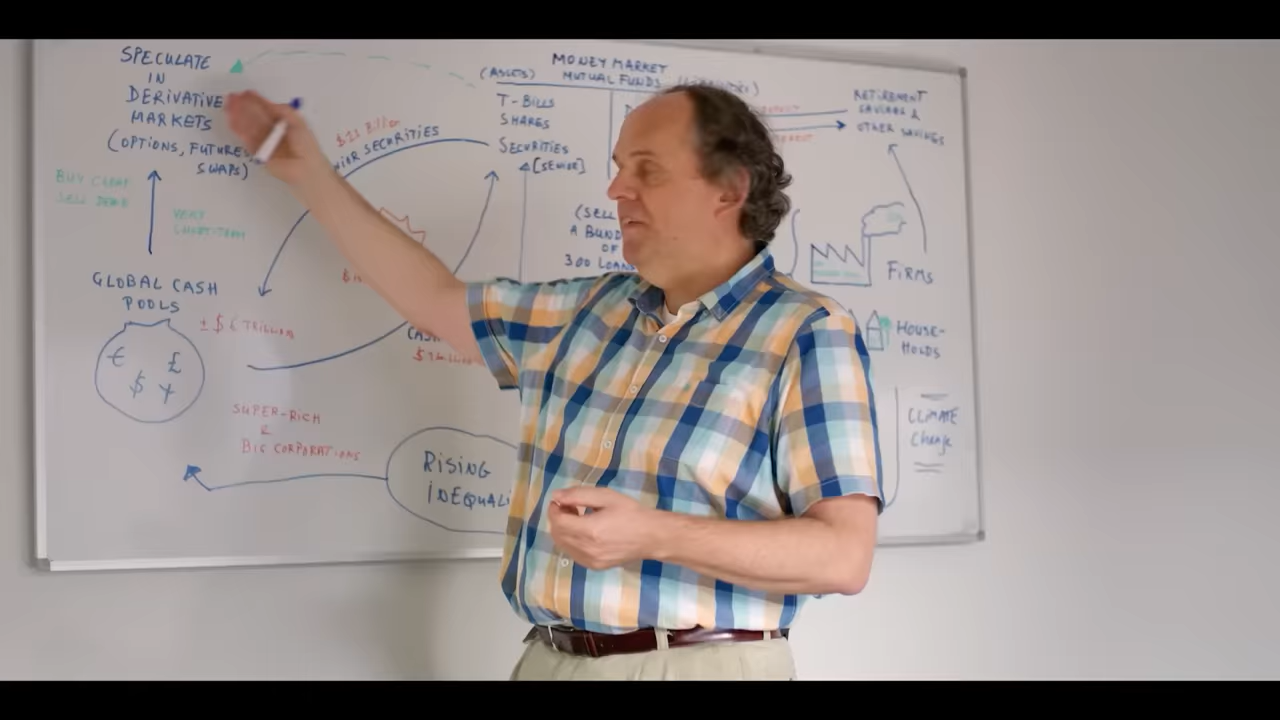 SPECULATE
IN
DERIVATIVE
MARKETS
(OPTIONS, FUTURES,
SWAPS)
BUY CHEAP
SELL DEAR
VERY
SHORT-TERM
GLOBAL CASH
POOLS
± $6 TRILLION
€ £
$ ¥
SUPER-RICH
&
BIG CORPORATIONS
RISING
INEQUALI
SECURITIES
MONEY MARKET
MUTUAL FUNDS
(ASSETS)
T-BILLS
SHARES
SECURITIES
[SENIOR]
(SELL
A BUND
OF
300 LOANS
RETIREMENT
SAVINGS &
OTHER SAVINGS
FIRMS
HOUSE-
HOLDS
CLIMATE
Change